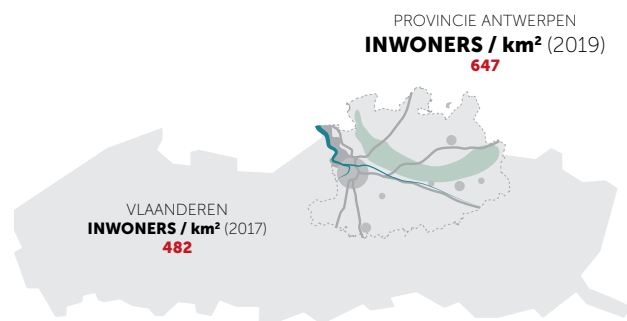 PROVINCIE ANTWERPEN
INWONERS / km² (2019)
647
VLAANDEREN
INWONERS / km² (2017)
482